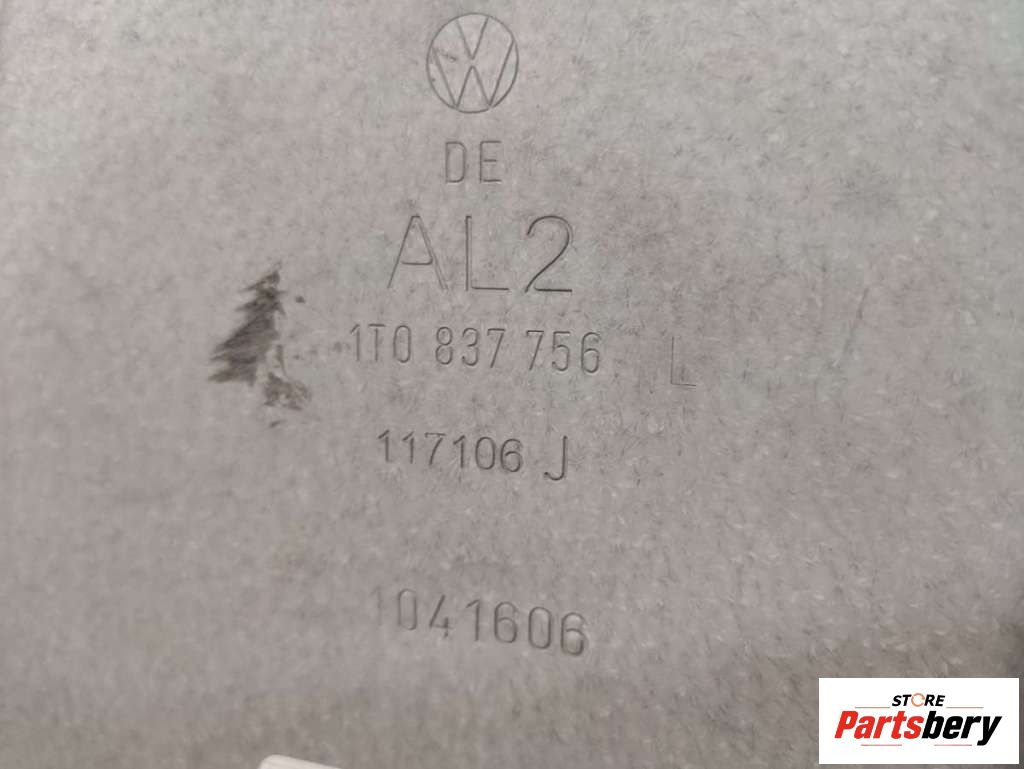 DE
AL2
1T0 837 756 L
117106 J
1041606
STORE
Partsbery